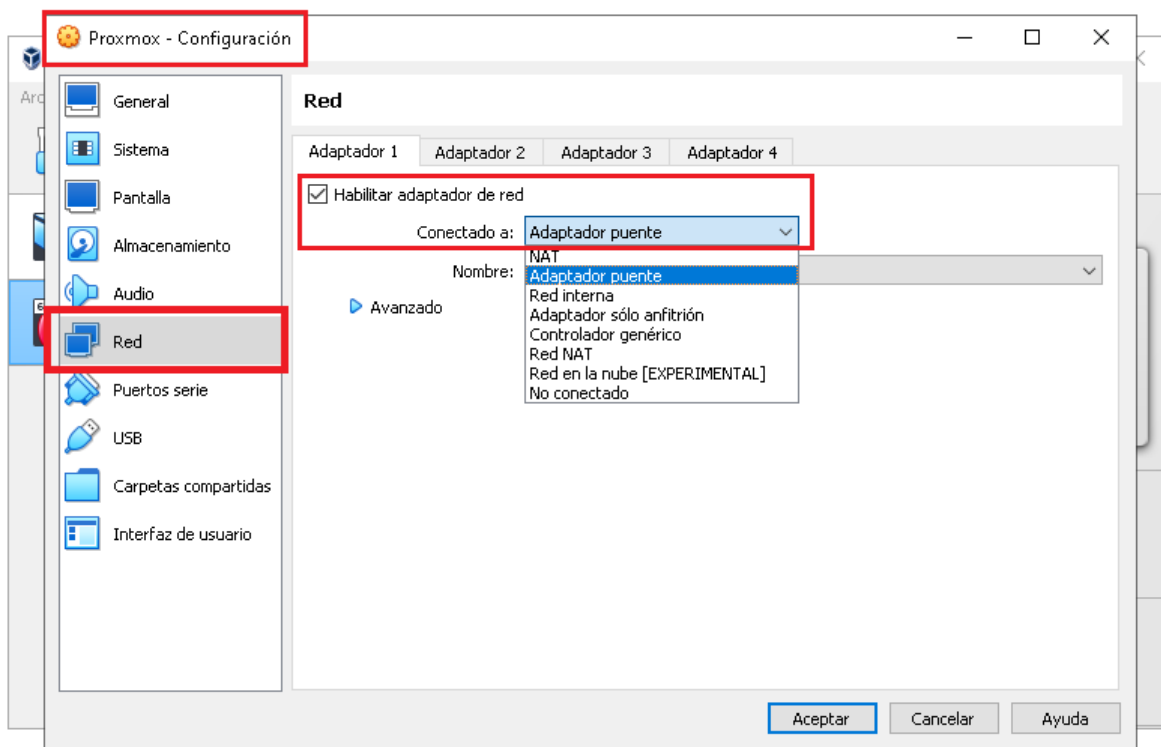 Proxmox - Configuración
General
Sistema
Pantalla
Almacenamiento
Audio
Red
Puertos serie
USB
Carpetas compartidas
Interfaz de usuario
Red
Adaptador 1
Adaptador 2
Adaptador 3
Adaptador 4
Habilitar adaptador de red
Conectado a: Adaptador puente
Nombre:
NAT
Adaptador puente
Red interna
Adaptador sólo anfitrión
Controlador genérico
Red NAT
Red en la nube [EXPERIMENTAL]
No conectado
Avanzado
Aceptar
Cancelar
Ayuda